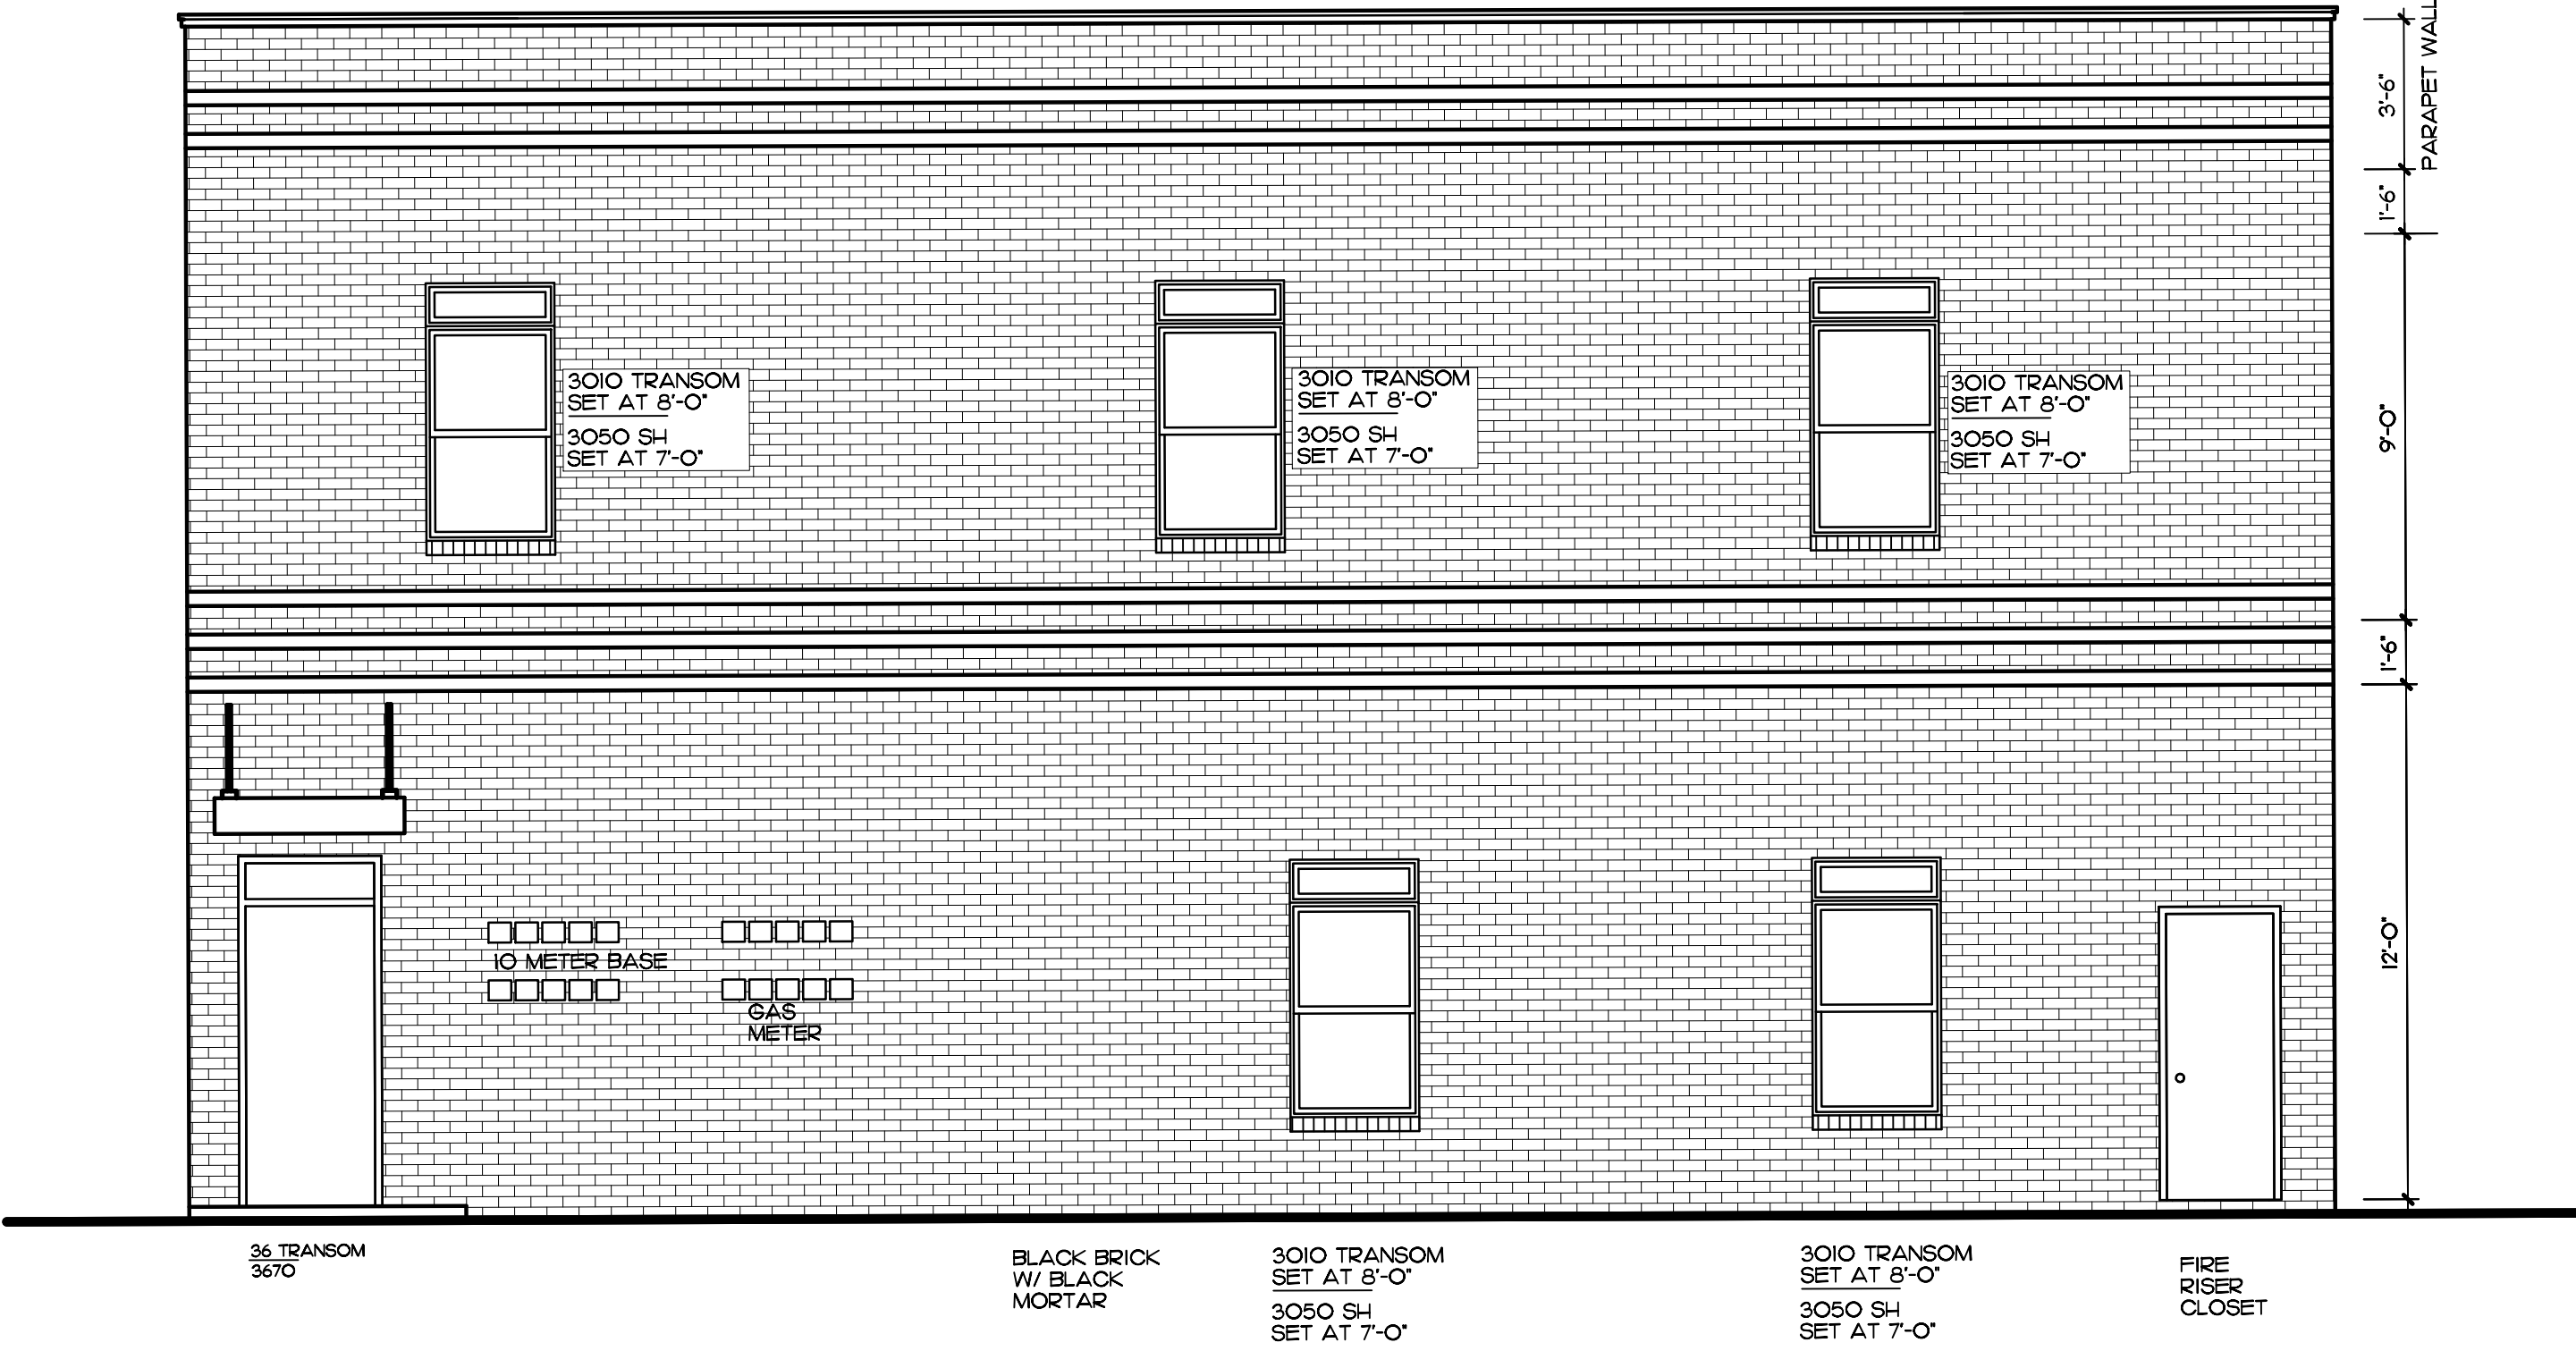 PARAPET WALL
3'-6"
1'-6"
3010 TRANSOM
SET AT 8'-0"
3050 SH
SET AT 7'-0"
3010 TRANSOM
SET AT 8'-0"
3050 SH
SET AT 7'-0"
3010 TRANSOM
SET AT 8'-0"
3050 SH
SET AT 7'-0"
9'-0"
1'-6"
10 METER BASE
GAS
METER
12'-0"
36 TRANSOM
3670
BLACK BRICK
W/ BLACK
MORTAR
3010 TRANSOM
SET AT 8'-0"
3050 SH
SET AT 7'-0"
3010 TRANSOM
SET AT 8'-0"
3050 SH
SET AT 7'-0"
FIRE
RISER
CLOSET